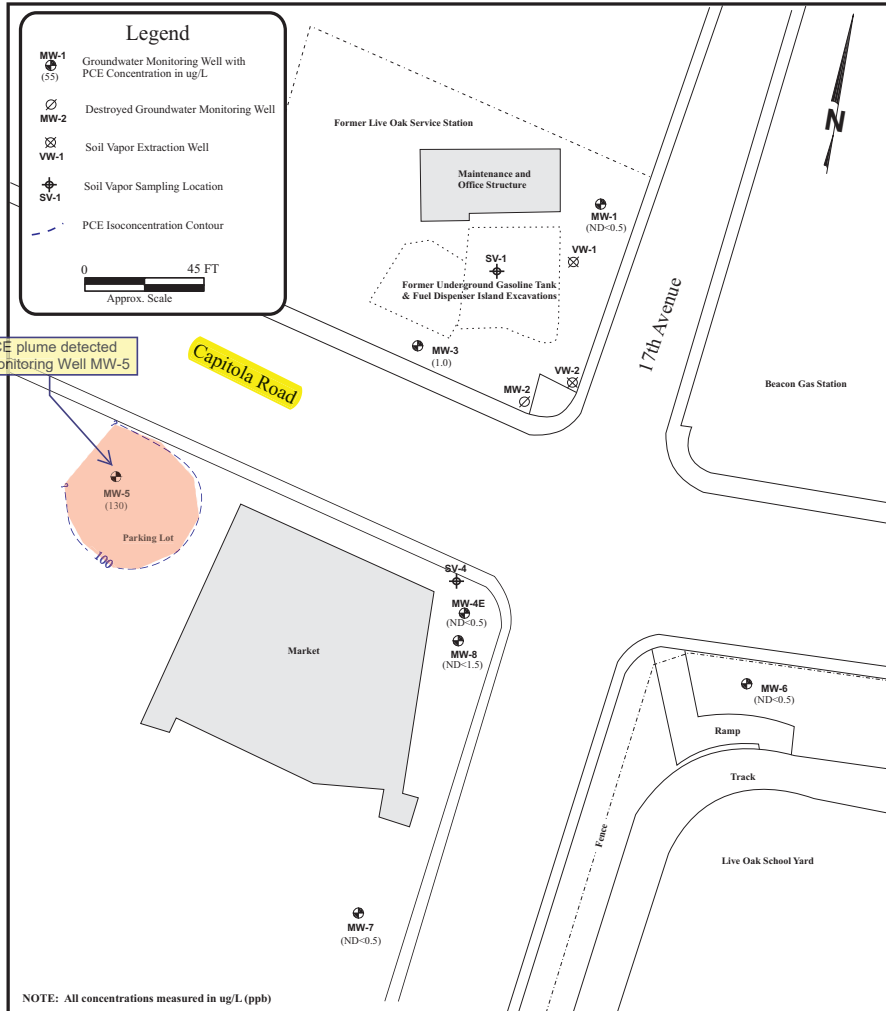 Legend
MW-1
(55)
Groundwater Monitoring Well with
PCE Concentration in ug/L
MW-2
Destroyed Groundwater Monitoring Well
VW-1
Soil Vapor Extraction Well
SV-1
Soil Vapor Sampling Location
PCE Isoconcentration Contour
0 45 FT
Approx. Scale
N
Former Live Oak Service Station
Maintenance and
Office Structure
MW-1
(ND<0.5)
VW-1
SV-1
Former Underground Gasoline Tank
& Fuel Dispenser Island Excavations
MW-3
(1.0)
MW-2
VW-2
17th Avenue
Beacon Gas Station
Capitola Road
CE plume detected
onitoring Well MW-5
?
?
MW-5
(130)
Parking Lot
100
SV-4
MW-4E
(ND<0.5)
MW-8
(ND<1.5)
Market
MW-6
(ND<0.5)
Ramp
Track
Fence
Live Oak School Yard
MW-7
(ND<0.5)
NOTE: All concentrations measured in ug/L (ppb)